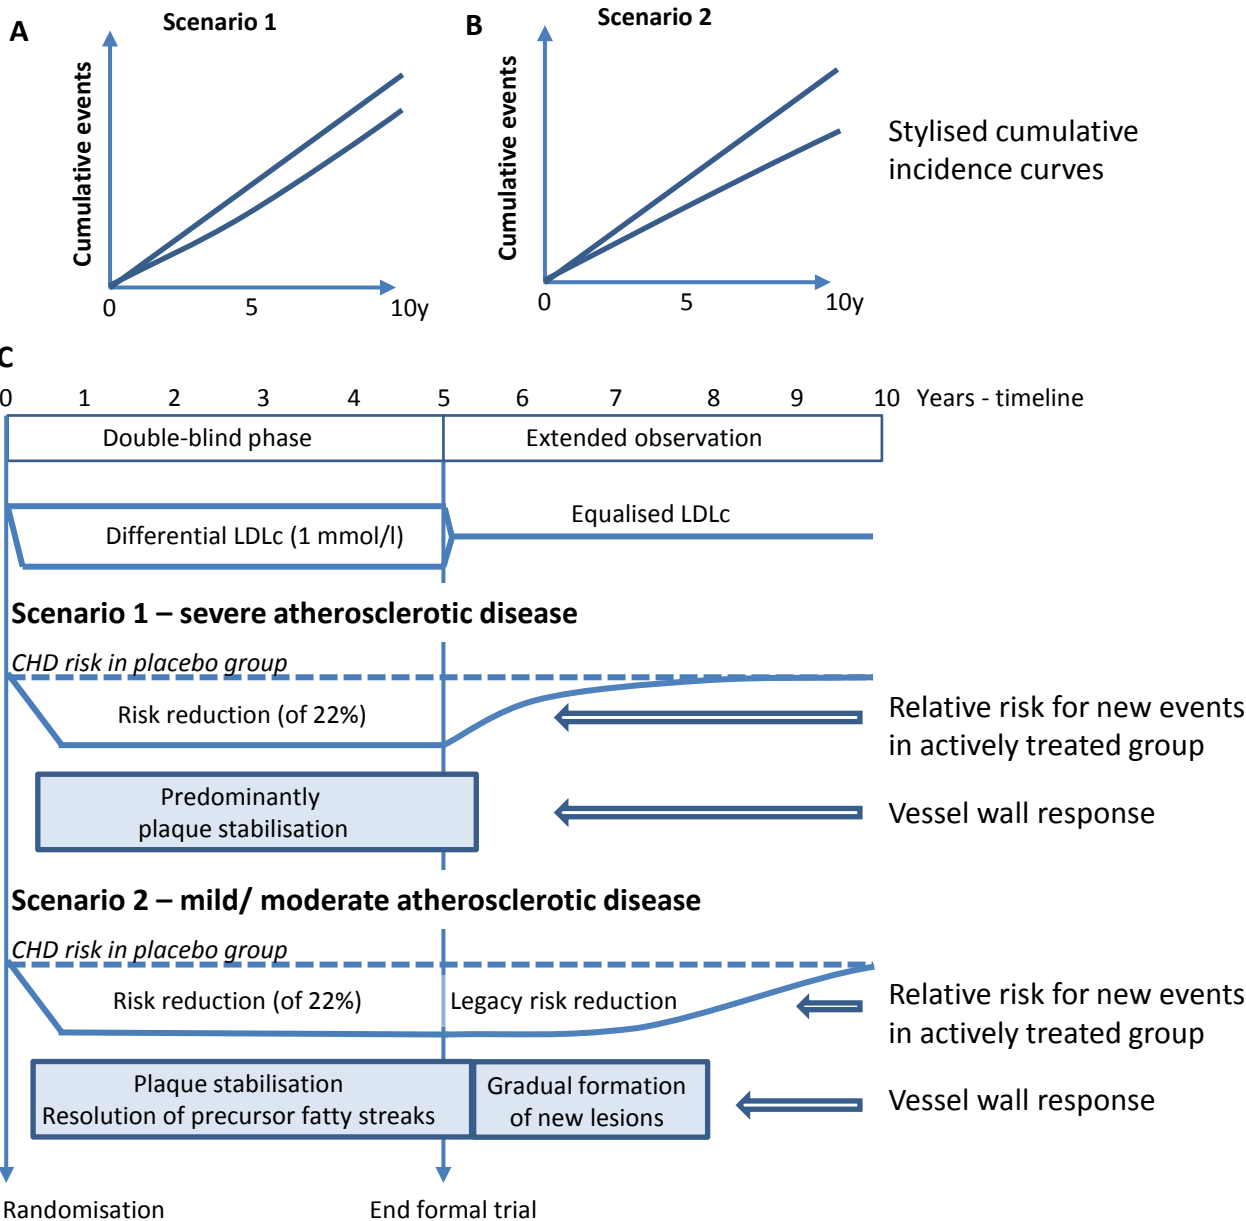 A
Scenario 1
Cumulative events
0
5
10y
B
Scenario 2
Cumulative events
0
5
10y
Stylised cumulative
incidence curves
C
0 1 2 3 4 5 6 7 8 9 10 Years - timeline
Double-blind phase
Extended observation
Differential LDLc (1 mmol/l)
Equalised LDLc
Scenario 1 – severe atherosclerotic disease
CHD risk in placebo group
Risk reduction (of 22%)
Relative risk for new events
in actively treated group
Predominantly
plaque stabilisation
Vessel wall response
Scenario 2 – mild/ moderate atherosclerotic disease
CHD risk in placebo group
Risk reduction (of 22%)
Legacy risk reduction
Relative risk for new events
in actively treated group
Plaque stabilisation
Resolution of precursor fatty streaks
Gradual formation
of new lesions
Vessel wall response
Randomisation
End formal trial